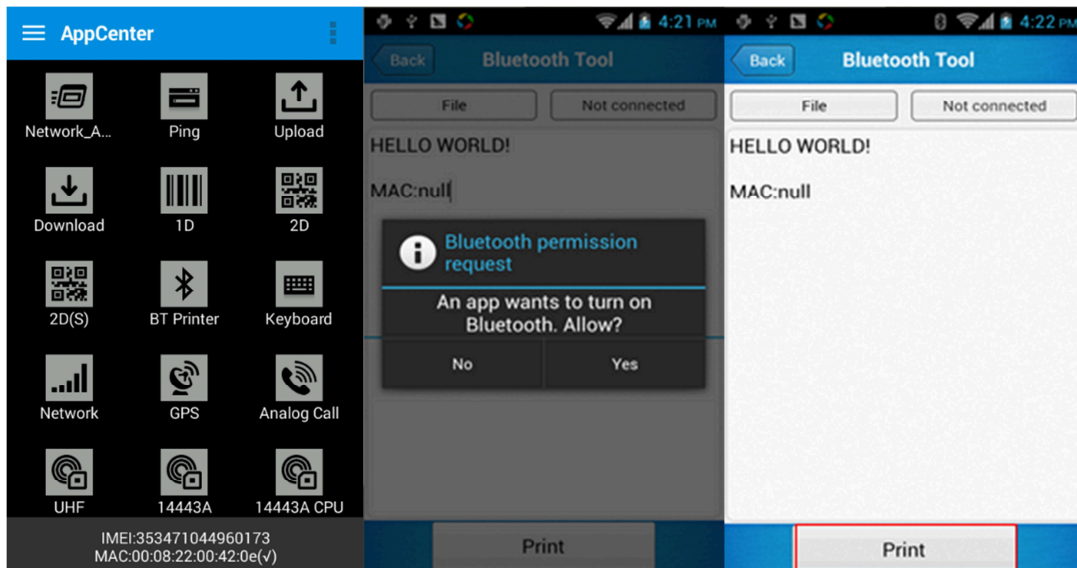 AppCenter
Network_A...
Ping
Upload
Download
1D
2D
2D(S)
BT Printer
Keyboard
Network
GPS
Analog Call
UHF
14443A
14443A CPU
IMEI:353471044960173
MAC:00:08:22:00:42:0e(√)
4:21 PM
Back
Bluetooth Tool
File
Not connected
HELLO WORLD!
MAC:null
Bluetooth permission
request
An app wants to turn on
Bluetooth. Allow?
No
Yes
Print
4:22 PM
Back
Bluetooth Tool
File
Not connected
HELLO WORLD!
MAC:null
Print